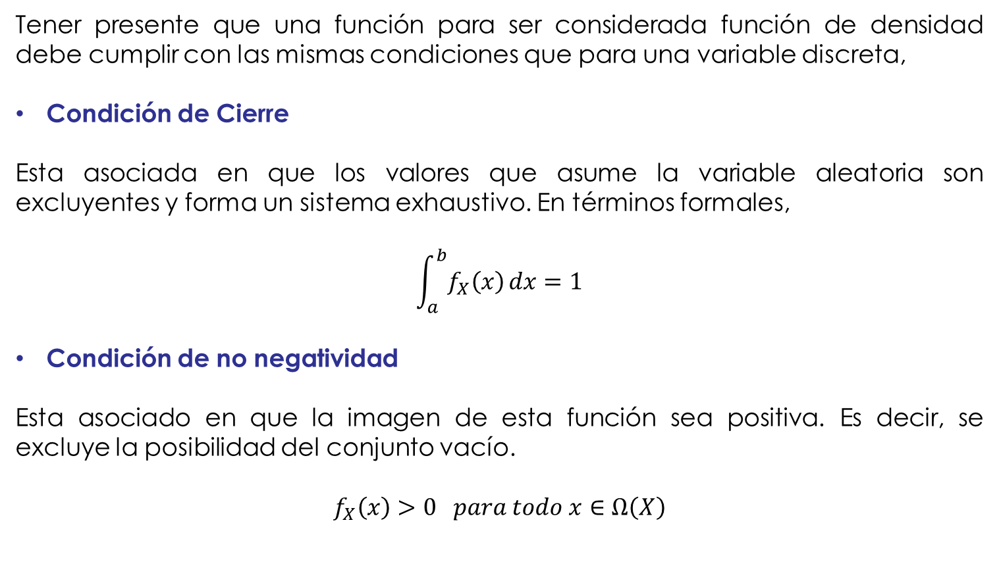 Tener presente que una función para ser considerada función de densidad
debe cumplir con las mismas condiciones que para una variable discreta,
• Condición de Cierre
Esta asociada en que los valores que asume la variable aleatoria son
excluyentes y forma un sistema exhaustivo. En términos formales,
∫_a^b f_X(x) dx = 1
• Condición de no negatividad
Esta asociado en que la imagen de esta función sea positiva. Es decir, se
excluye la posibilidad del conjunto vacío.
f_X(x) > 0 para todo x ∈ Ω(X)